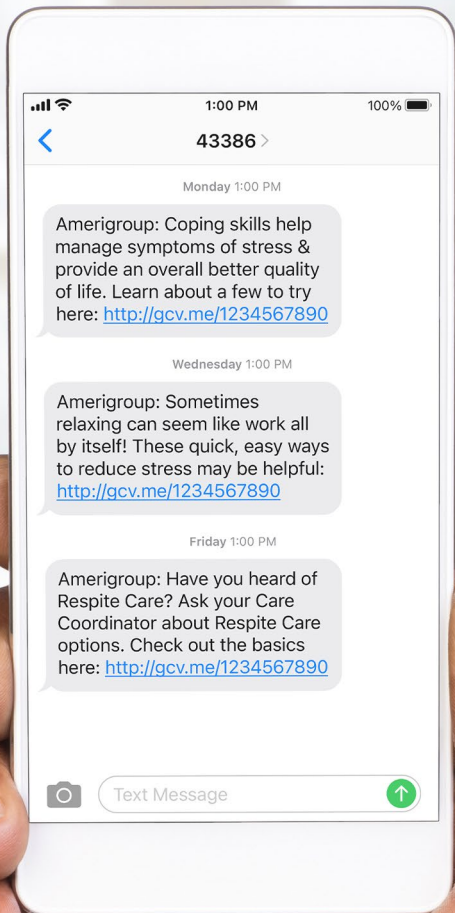 1:00 PM
100%
43386
Monday 1:00 PM
Amerigroup: Coping skills help
manage symptoms of stress &
provide an overall better quality
of life. Learn about a few to try
here: http://gcv.me/1234567890
Wednesday 1:00 PM
Amerigroup: Sometimes
relaxing can seem like work all
by itself! These quick, easy ways
to reduce stress may be helpful:
http://gcv.me/1234567890
Friday 1:00 PM
Amerigroup: Have you heard of
Respite Care? Ask your Care
Coordinator about Respite Care
options. Check out the basics
here: http://gcv.me/1234567890
Text Message